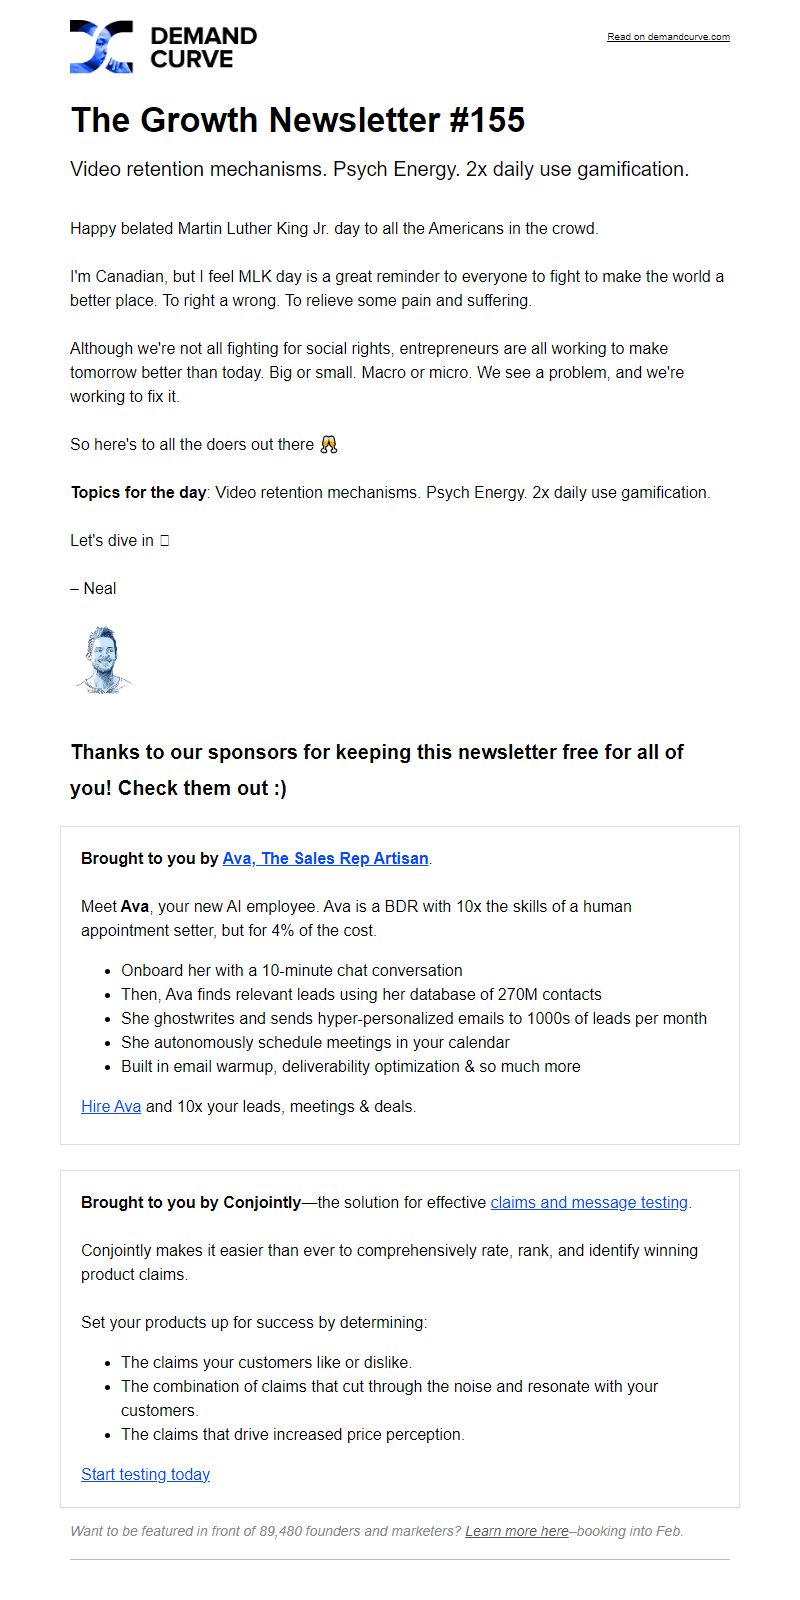 DEMAND
CURVE
Read on demandcurve.com
The Growth Newsletter #155
Video retention mechanisms. Psych Energy. 2x daily use gamification.
Happy belated Martin Luther King Jr. day to all the Americans in the crowd.
I'm Canadian, but I feel MLK day is a great reminder to everyone to fight to make the world a
better place. To right a wrong. To relieve some pain and suffering.
Although we're not all fighting for social rights, entrepreneurs are all working to make
tomorrow better than today. Big or small. Macro or micro. We see a problem, and we're
working to fix it.
So here's to all the doers out there 🥂
Topics for the day: Video retention mechanisms. Psych Energy. 2x daily use gamification.
Let's dive in
– Neal
Thanks to our sponsors for keeping this newsletter free for all of
you! Check them out :)
Brought to you by Ava, The Sales Rep Artisan.
Meet Ava, your new AI employee. Ava is a BDR with 10x the skills of a human
appointment setter, but for 4% of the cost.
• Onboard her with a 10-minute chat conversation
• Then, Ava finds relevant leads using her database of 270M contacts
• She ghostwrites and sends hyper-personalized emails to 1000s of leads per month
• She autonomously schedule meetings in your calendar
• Built in email warmup, deliverability optimization & so much more
Hire Ava and 10x your leads, meetings & deals.
Brought to you by Conjointly—the solution for effective claims and message testing.
Conjointly makes it easier than ever to comprehensively rate, rank, and identify winning
product claims.
Set your products up for success by determining:
• The claims your customers like or dislike.
• The combination of claims that cut through the noise and resonate with your
customers.
• The claims that drive increased price perception.
Start testing today
Want to be featured in front of 89,480 founders and marketers? Learn more here–booking into Feb.